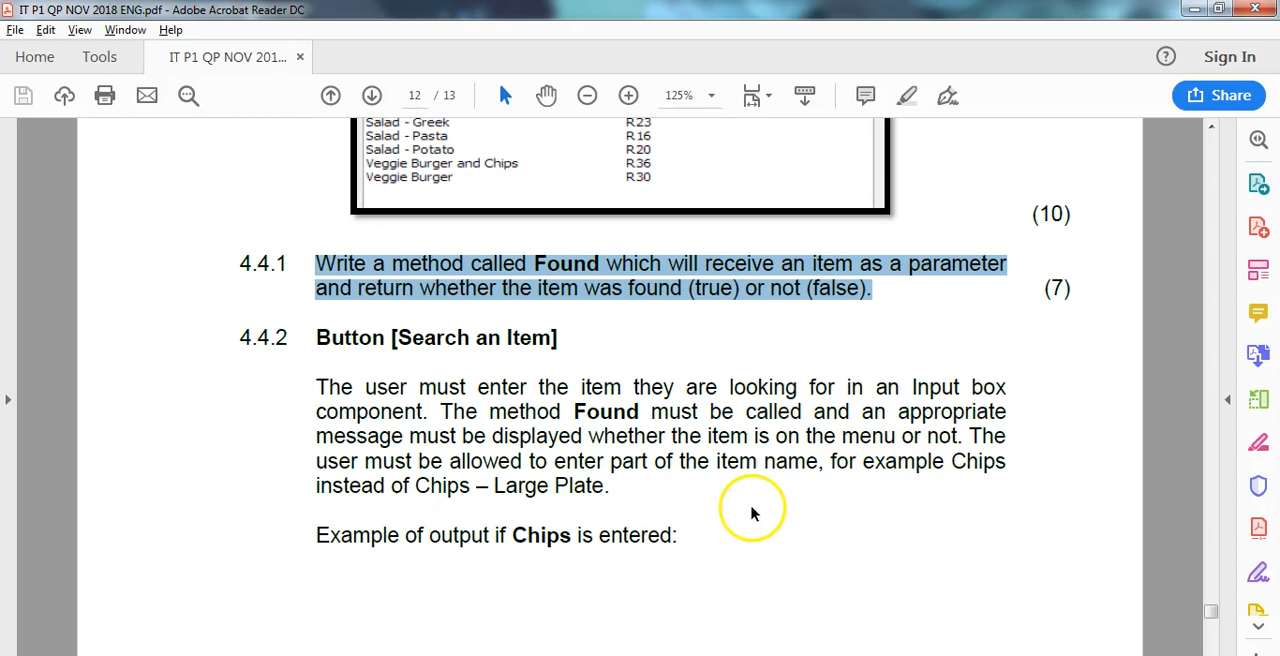 IT P1 QP NOV 2018 ENG.pdf - Adobe Acrobat Reader DC
File Edit View Window Help
Home Tools IT P1 QP NOV 201... × Sign In
12 / 13 125% Share
Salad - Greek R23
Salad - Pasta R16
Salad - Potato R20
Veggie Burger and Chips R36
Veggie Burger R30
(10)
4.4.1 Write a method called Found which will receive an item as a parameter
and return whether the item was found (true) or not (false). (7)
4.4.2 Button [Search an Item]
The user must enter the item they are looking for in an Input box
component. The method Found must be called and an appropriate
message must be displayed whether the item is on the menu or not. The
user must be allowed to enter part of the item name, for example Chips
instead of Chips – Large Plate.
Example of output if Chips is entered: